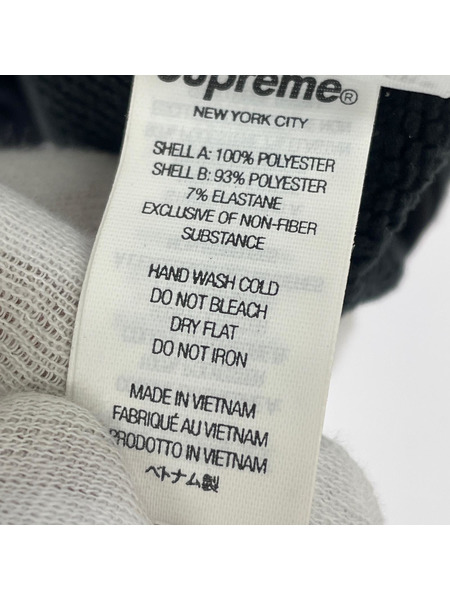 Supreme®
NEW YORK CITY
SHELL A: 100% POLYESTER
SHELL B: 93% POLYESTER
7% ELASTANE
EXCLUSIVE OF NON-FIBER
SUBSTANCE
HAND WASH COLD
DO NOT BLEACH
DRY FLAT
DO NOT IRON
MADE IN VIETNAM
FABRIQUÉ AU VIETNAM
PRODOTTO IN VIETNAM
ベトナム製